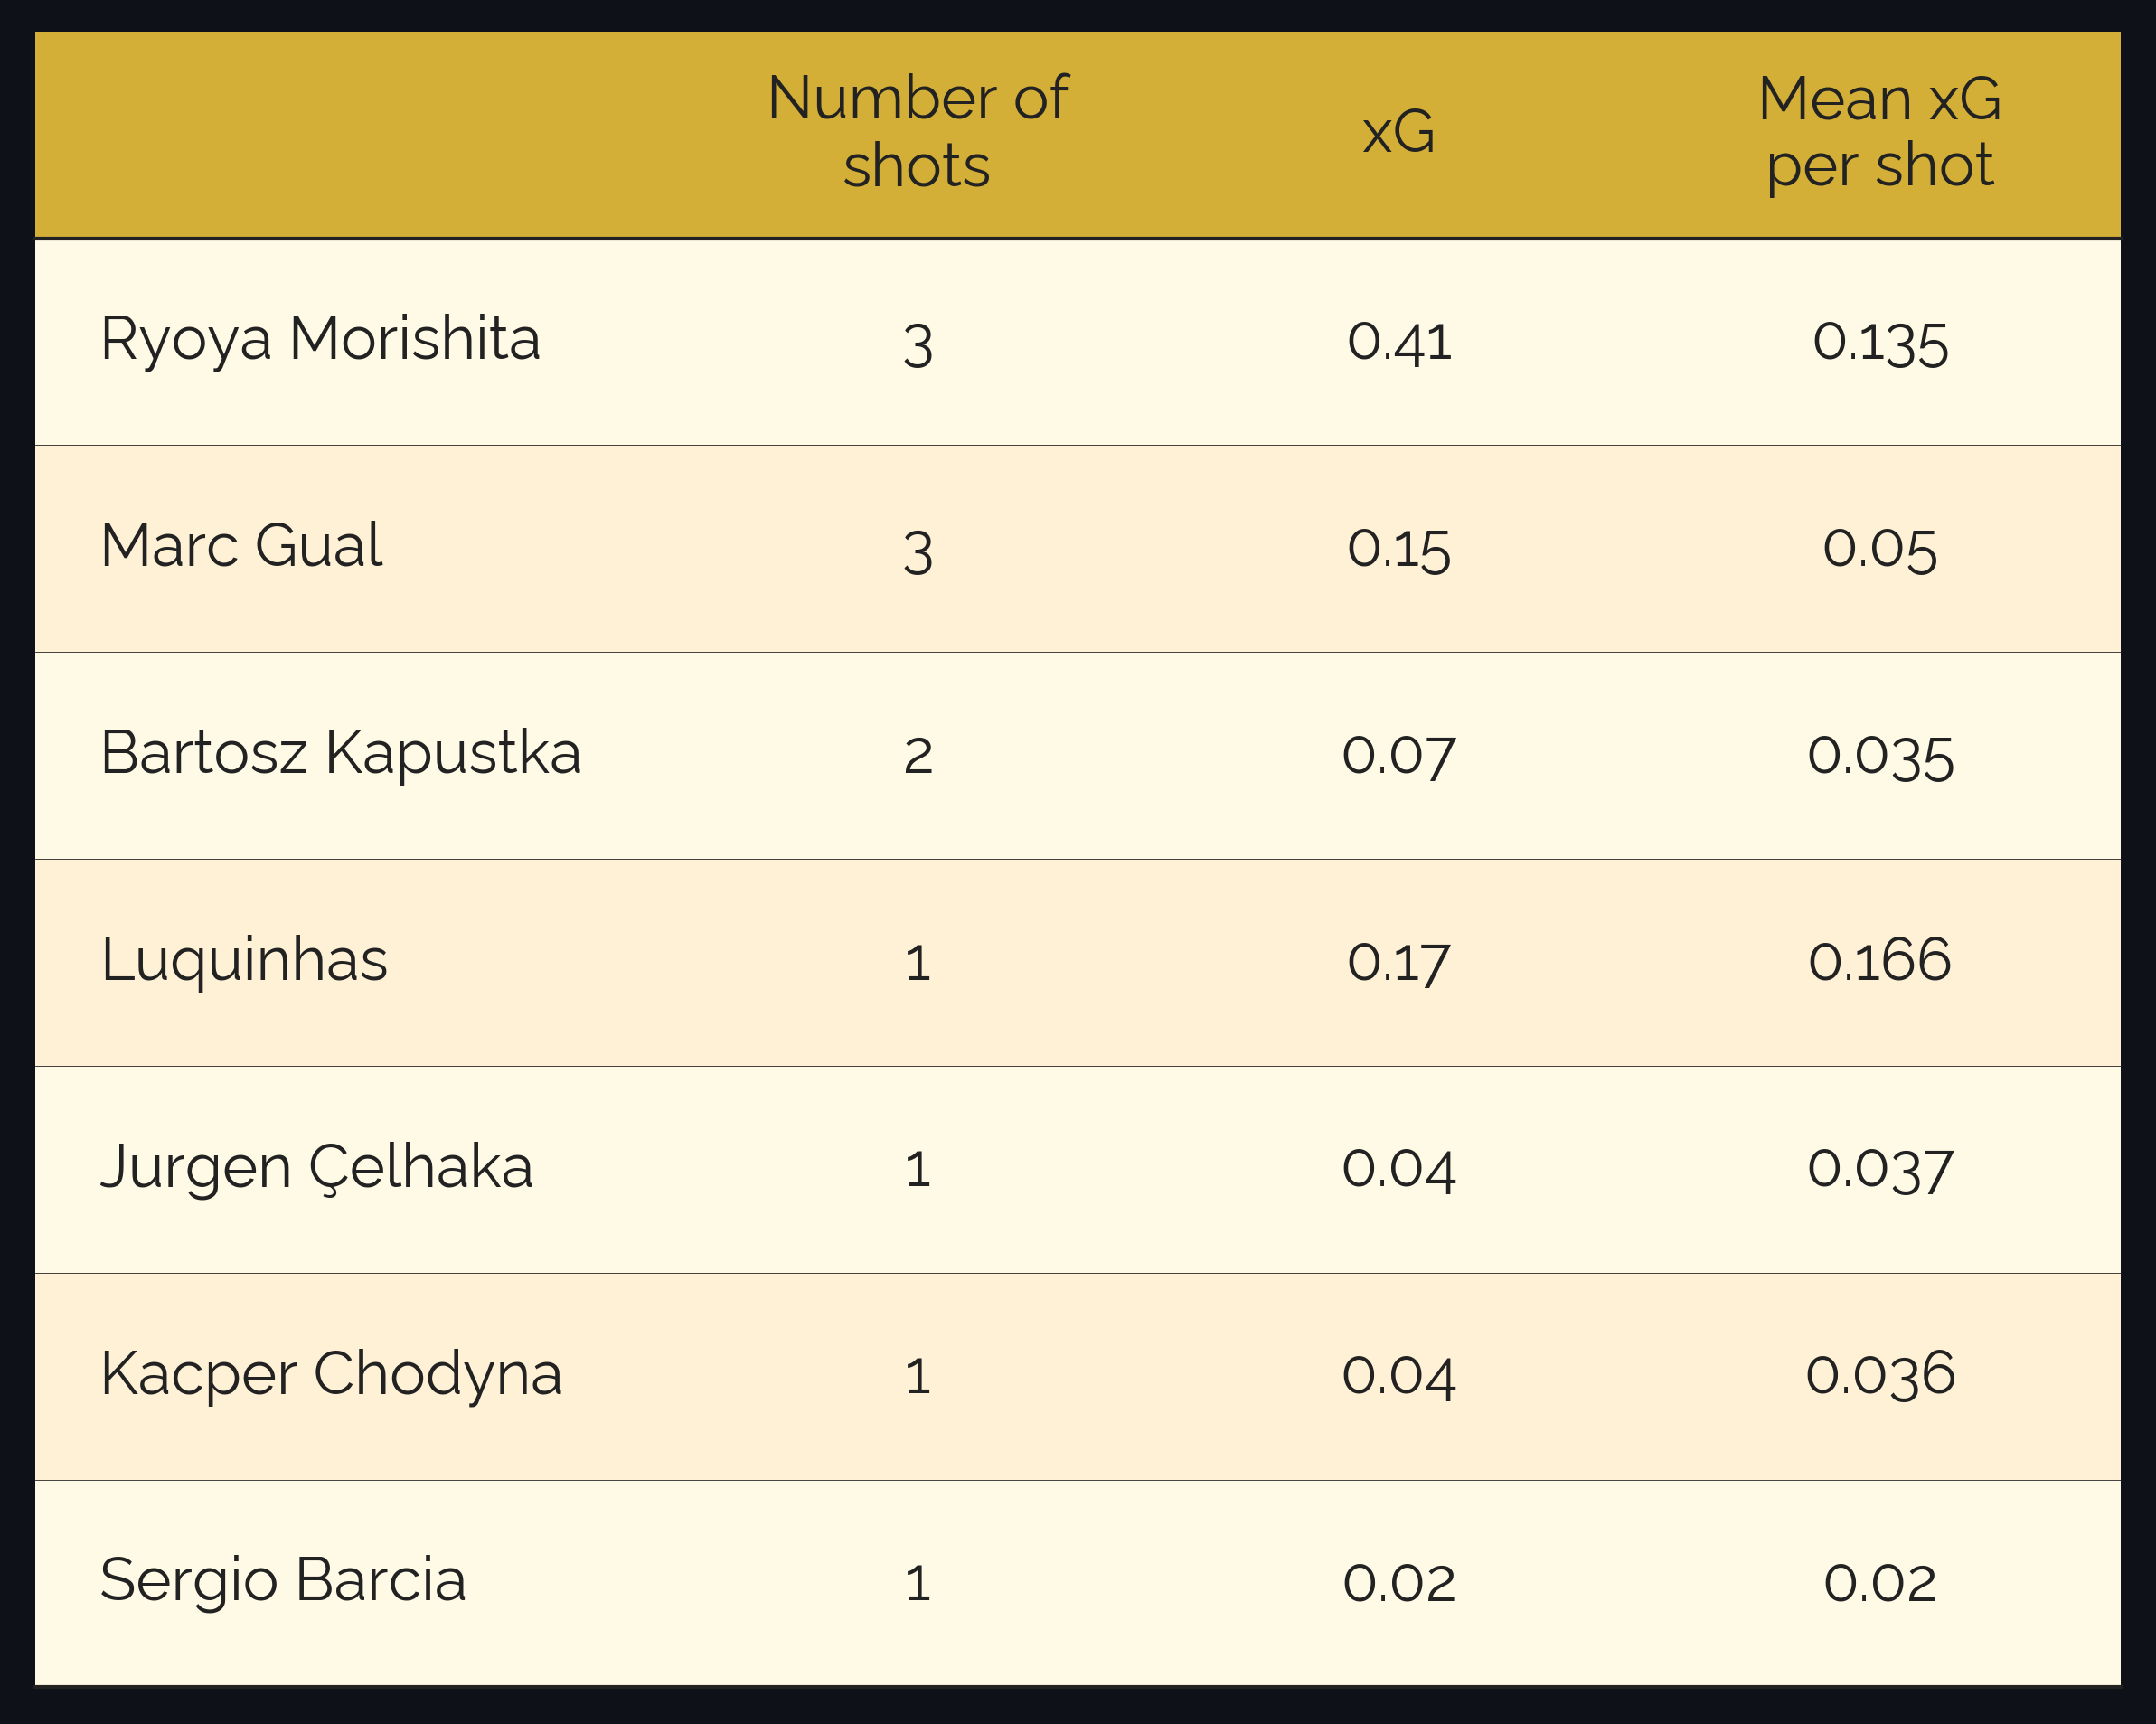 Number of shots xG Mean xG per shot
Ryoya Morishita 3 0.41 0.135
Marc Gual 3 0.15 0.05
Bartosz Kapustka 2 0.07 0.035
Luquinhas 1 0.17 0.166
Jurgen Çelhaka 1 0.04 0.037
Kacper Chodyna 1 0.04 0.036
Sergio Barcia 1 0.02 0.02